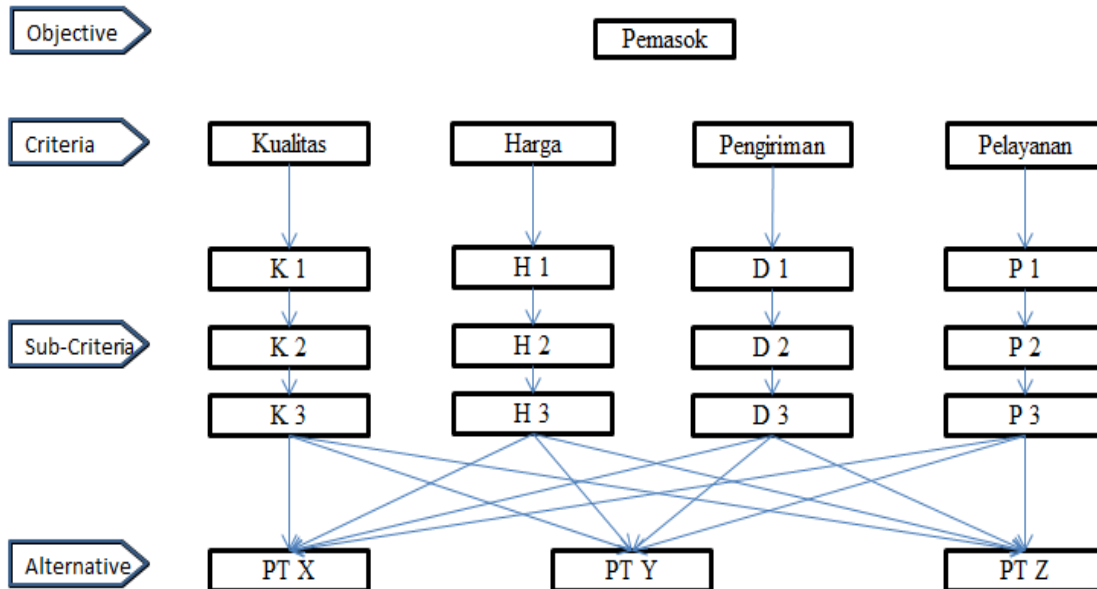 Objective
Pemasok
Criteria
Kualitas
Harga
Pengiriman
Pelayanan
K 1
H 1
D 1
P 1
Sub-Criteria
K 2
H 2
D 2
P 2
K 3
H 3
D 3
P 3
Alternative
PT X
PT Y
PT Z